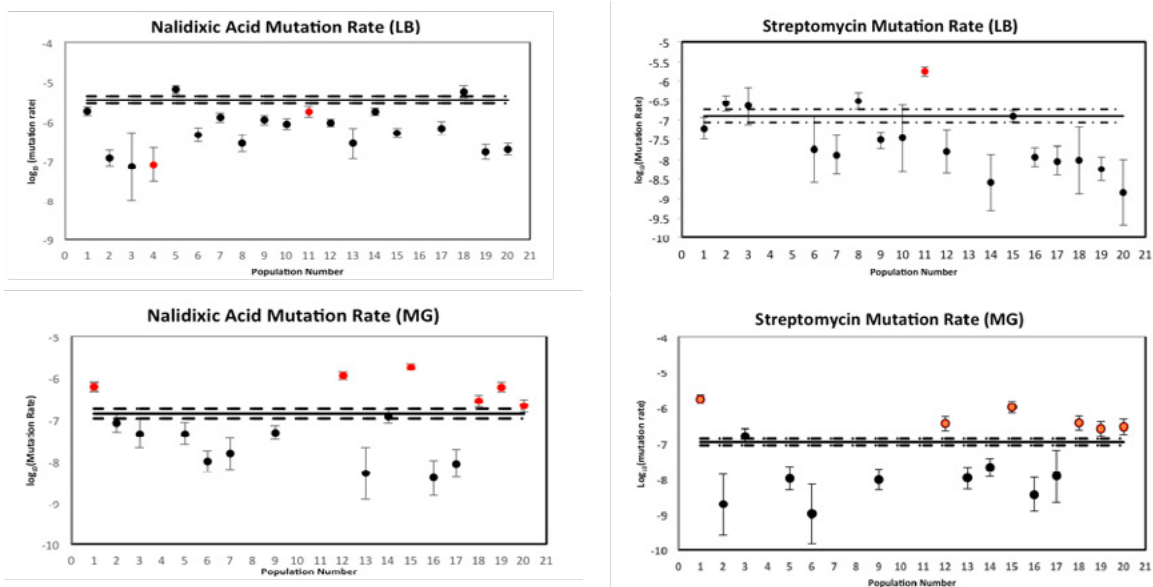 Nalidixic Acid Mutation Rate (LB)
-4
-5
-6
-7
-8
-9
log₁₀(mutation rate)
0 1 2 3 4 5 6 7 8 9 10 11 12 13 14 15 16 17 18 19 20 21
Population Number
Streptomycin Mutation Rate (LB)
-5
-5.5
-6
-6.5
-7
-7.5
-8
-8.5
-9
-9.5
-10
log₁₀(Mutation Rate)
0 1 2 3 4 5 6 7 8 9 10 11 12 13 14 15 16 17 18 19 20 21
Population Number
Nalidixic Acid Mutation Rate (MG)
-5
-6
-7
-8
-9
-10
log₁₀(Mutation Rate)
0 1 2 3 4 5 6 7 8 9 10 11 12 13 14 15 16 17 18 19 20 21
Population Number
Streptomycin Mutation Rate (MG)
-4
-5
-6
-7
-8
-9
-10
Log₁₀(mutation rate)
0 1 2 3 4 5 6 7 8 9 10 11 12 13 14 15 16 17 18 19 20 21
Population Number